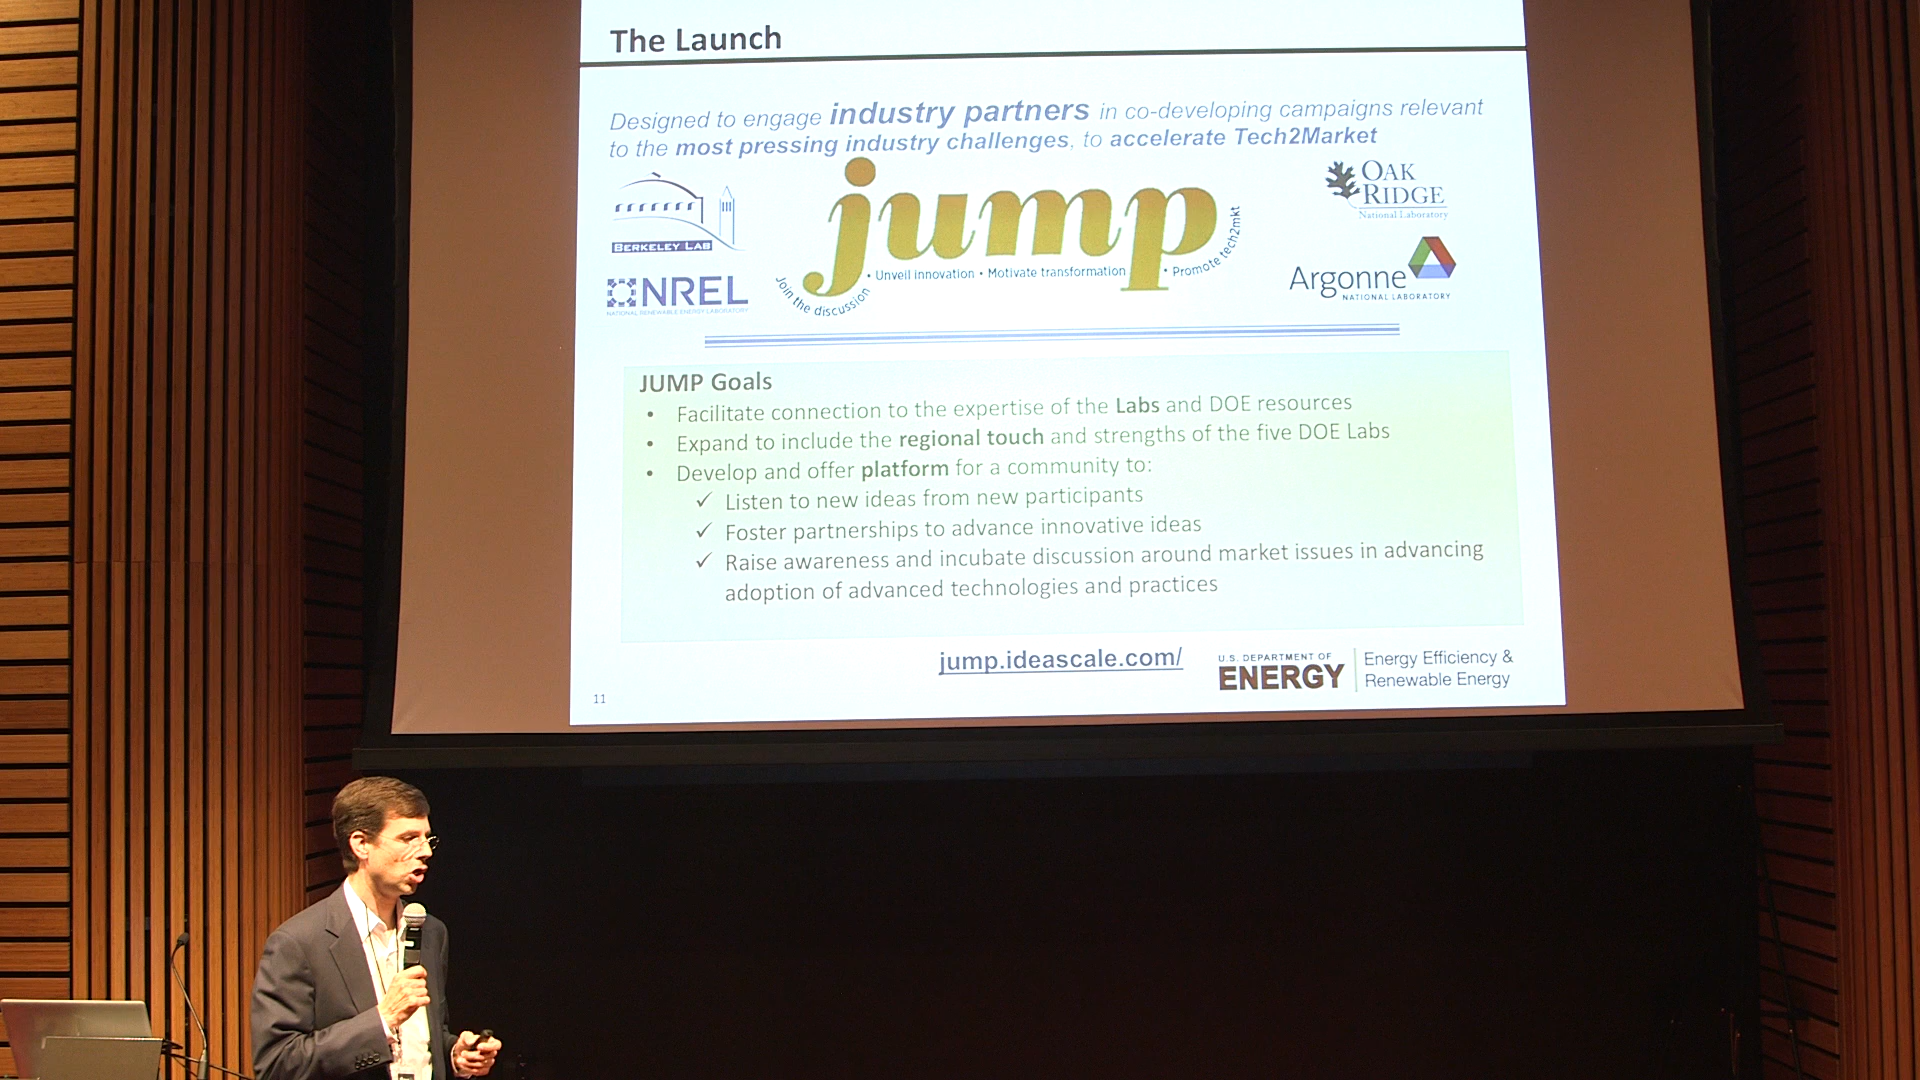 The Launch
Designed to engage industry partners in co-developing campaigns relevant
to the most pressing industry challenges, to accelerate Tech2Market
BERKELEY LAB
NREL
NATIONAL RENEWABLE ENERGY LABORATORY
jump
Join the discussion • Unveil innovation • Motivate transformation • Promote tech2mkt
OAK
RIDGE
National Laboratory
Argonne
NATIONAL LABORATORY
JUMP Goals
• Facilitate connection to the expertise of the Labs and DOE resources
• Expand to include the regional touch and strengths of the five DOE Labs
• Develop and offer platform for a community to:
✓ Listen to new ideas from new participants
✓ Foster partnerships to advance innovative ideas
✓ Raise awareness and incubate discussion around market issues in advancing
adoption of advanced technologies and practices
jump.ideascale.com/
U.S. DEPARTMENT OF
ENERGY
Energy Efficiency &
Renewable Energy
11